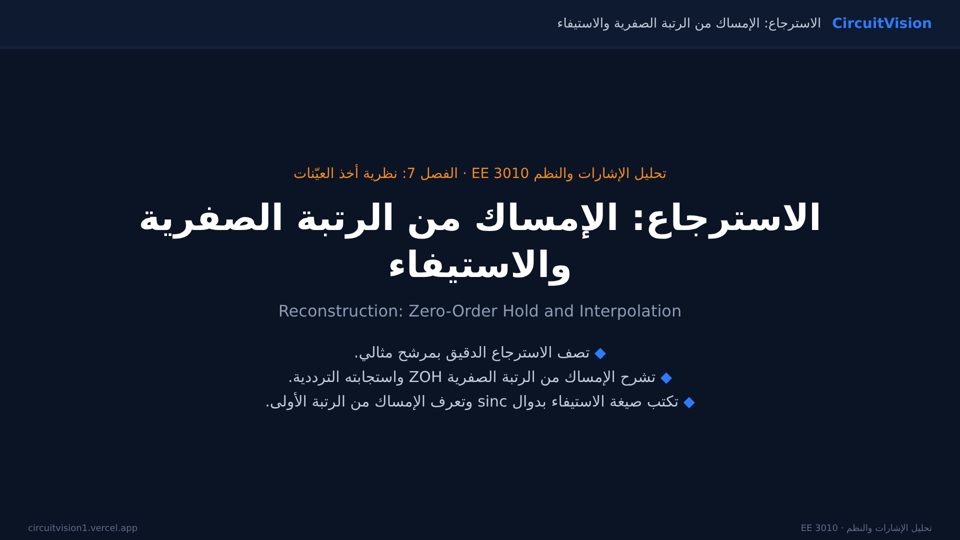 CircuitVision الاسترجاع: الإمساك من الرتبة الصفرية والاستيفاء
تحليل الإشارات والنظم EE 3010 · الفصل 7: نظرية أخذ العيّنات
الاسترجاع: الإمساك من الرتبة الصفرية
والاستيفاء
Reconstruction: Zero-Order Hold and Interpolation
◆ تصف الاسترجاع الدقيق بمرشح مثالي.
◆ تشرح الإمساك من الرتبة الصفرية ZOH واستجابته الترددية.
◆ تكتب صيغة الاستيفاء بدوال sinc وتعرف الإمساك من الرتبة الأولى.
تحليل الإشارات والنظم · EE 3010
circuitvision1.vercel.app